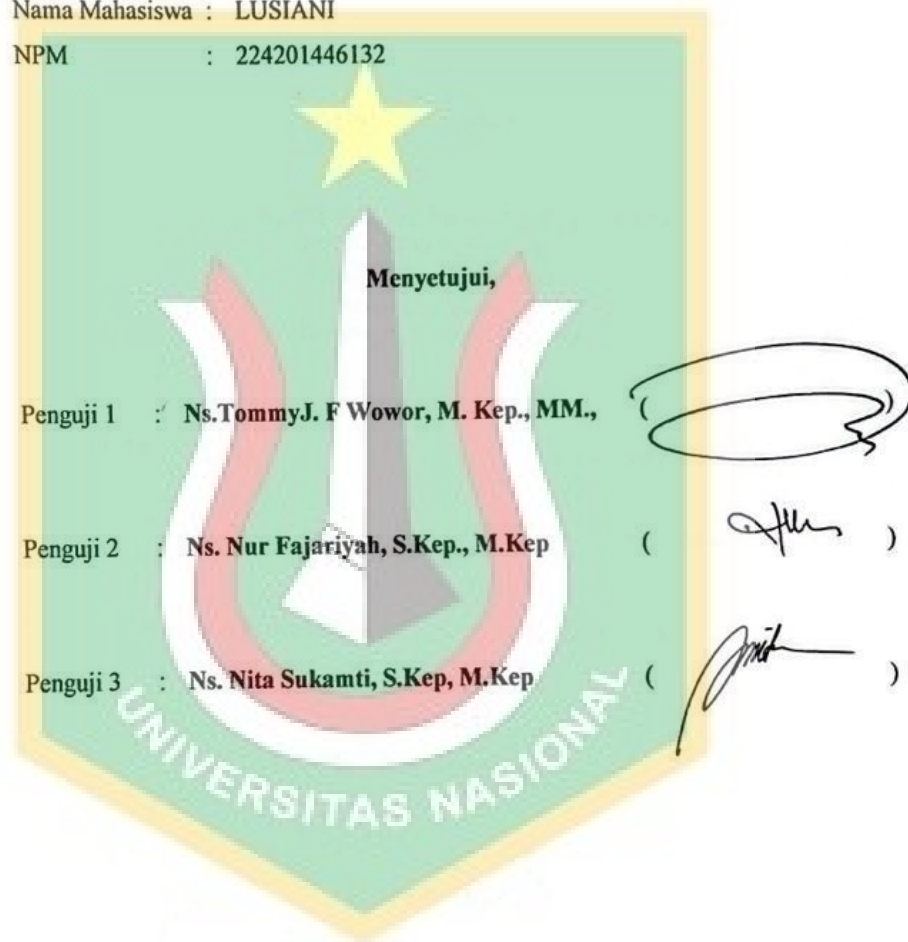 Nama Mahasiswa : LUSIANI
NPM : 224201446132
Menyetujui,
Penguji 1 : Ns.TommyJ. F Wowor, M. Kep., MM., ( )
Penguji 2 : Ns. Nur Fajariyah, S.Kep., M.Kep ( )
Penguji 3 : Ns. Nita Sukamti, S.Kep, M.Kep ( )
UNIVERSITAS NASIONAL